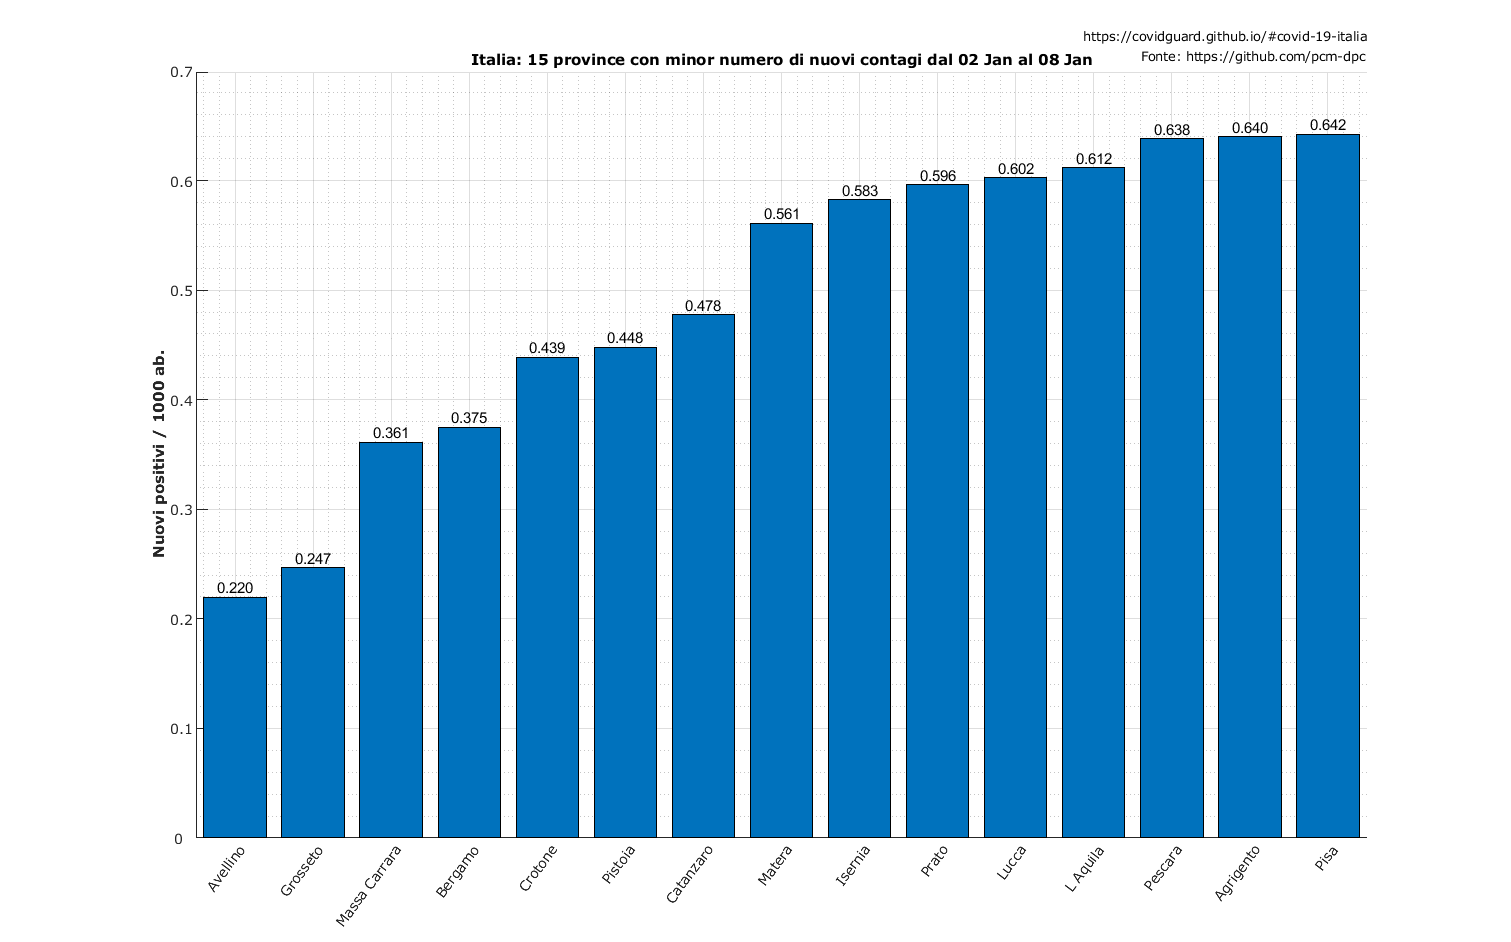 https://covidguard.github.io/#covid-19-italia
Italia: 15 province con minor numero di nuovi contagi dal 02 Jan al 08 Jan
Fonte: https://github.com/pcm-dpc
Nuovi positivi / 1000 ab.
0.7
0.6
0.5
0.4
0.3
0.2
0.1
0
0.220
0.247
0.361
0.375
0.439
0.448
0.478
0.561
0.583
0.596
0.602
0.612
0.638
0.640
0.642
Avellino
Grosseto
Massa Carrara
Bergamo
Crotone
Pistoia
Catanzaro
Matera
Isernia
Prato
Lucca
L Aquila
Pescara
Agrigento
Pisa